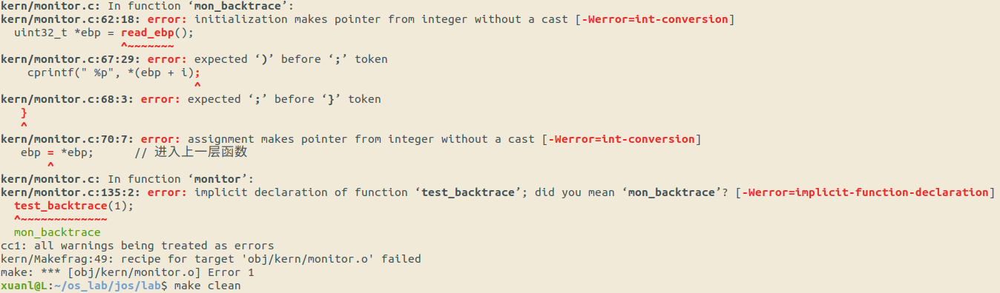 kern/monitor.c: In function ‘mon_backtrace’:
kern/monitor.c:62:18: error: initialization makes pointer from integer without a cast [-Werror=int-conversion]
  uint32_t *ebp = read_ebp();
                  ^~~~~~~~
kern/monitor.c:67:29: error: expected ‘)’ before ‘;’ token
    cprintf(" %p", *(ebp + i);
                             ^
kern/monitor.c:68:3: error: expected ‘;’ before ‘}’ token
   }
   ^
kern/monitor.c:70:7: error: assignment makes pointer from integer without a cast [-Werror=int-conversion]
   ebp = *ebp;      // 进入上一层函数
       ^
kern/monitor.c: In function ‘monitor’:
kern/monitor.c:135:2: error: implicit declaration of function ‘test_backtrace’; did you mean ‘mon_backtrace’? [-Werror=implicit-function-declaration]
  test_backtrace(1);
  ^~~~~~~~~~~~~~
  mon_backtrace
cc1: all warnings being treated as errors
kern/Makefrag:49: recipe for target 'obj/kern/monitor.o' failed
make: *** [obj/kern/monitor.o] Error 1
xuanl@L:~/os_lab/jos/lab$ make clean